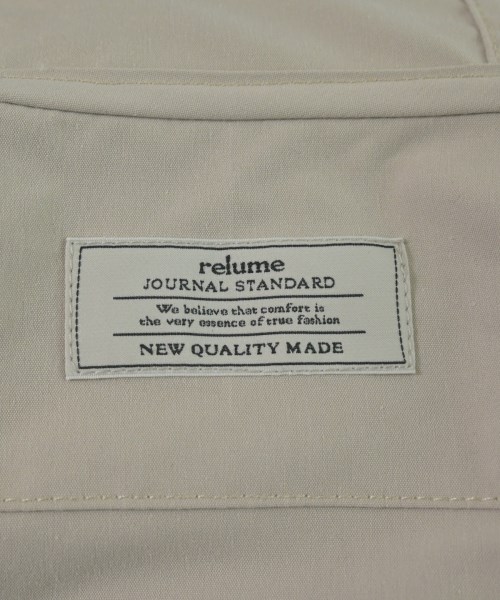 relume
JOURNAL STANDARD
We believe that comfort is
the very essence of true fashion
NEW QUALITY MADE